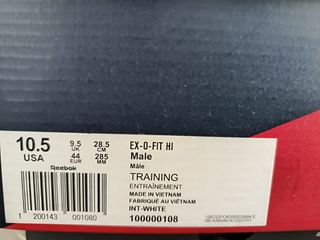 10.5
USA
9.5
UK
28.5
CM
44
EUR
285
MM
Reebok
1 200143 001080
EX-O-FIT HI
Male
Mâle
TRAINING
ENTRAÎNEMENT
MADE IN VIETNAM
FABRIQUÉ AU VIÊTNAM
INT-WHITE
100000108